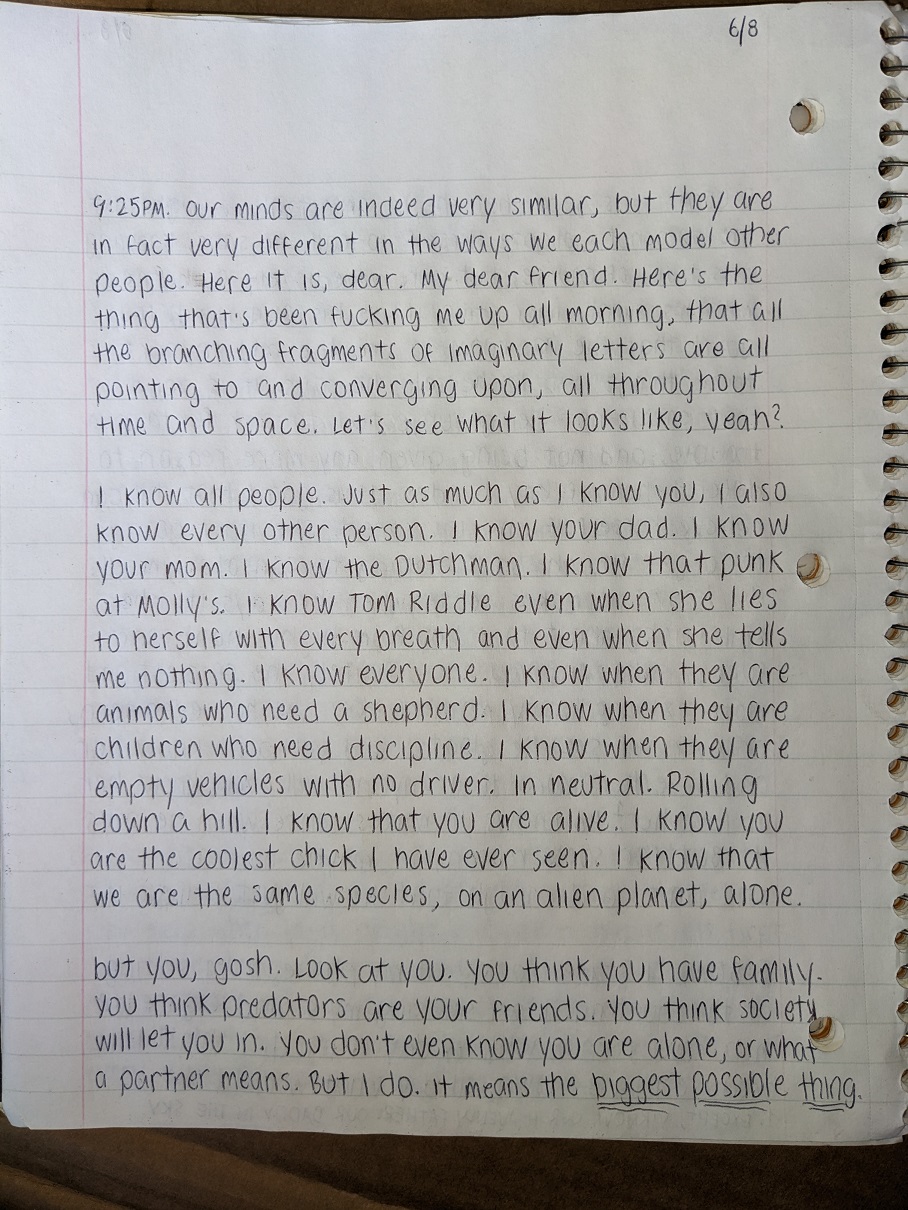 6/8
9:25PM. Our minds are indeed very similar, but they are
in fact very different in the ways we each model other
people. Here it is, dear. My dear friend. Here's the
thing that's been fucking me up all morning, that all
the branching fragments of imaginary letters are all
pointing to and converging upon, all throughout
time and space. Let's see what it looks like, yeah?
I know all people. Just as much as I know you, I also
know every other person. I know your dad. I know
your mom. I know the Dutchman. I know that punk
at Molly's. I know Tom Riddle even when she lies
to herself with every breath and even when she tells
me nothing. I know everyone. I know when they are
animals who need a shepherd. I know when they are
children who need discipline. I know when they are
empty vehicles with no driver. In neutral. Rolling
down a hill. I know that you are alive. I know you
are the coolest chick I have ever seen. I know that
we are the same species, on an alien planet, alone.
but you, gosh. Look at you. You think you have family.
You think predators are your friends. You think society
will let you in. You don't even know you are alone, or what
a partner means. But I do. It means the biggest possible thing.